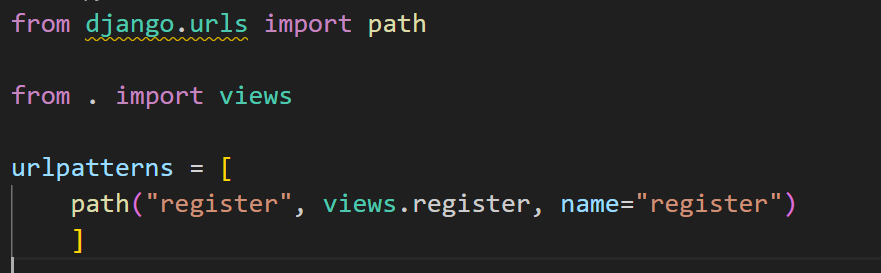 from django.urls import path
from . import views
urlpatterns = [
    path("register", views.register, name="register")
    ]